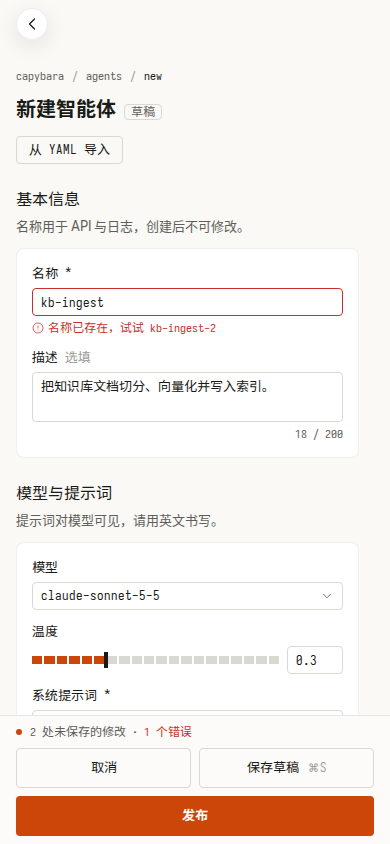 capybara / agents / new
新建智能体 草稿
从 YAML 导入
基本信息
名称用于 API 与日志，创建后不可修改。
名称 *
kb-ingest
名称已存在，试试 kb-ingest-2
描述 选填
把知识库文档切分、向量化并写入索引。
18 / 200
模型与提示词
提示词对模型可见，请用英文书写。
模型
claude-sonnet-5-5
温度
0.3
系统提示词 *
2 处未保存的修改 · 1 个错误
取消
保存草稿 ⌘S
发布